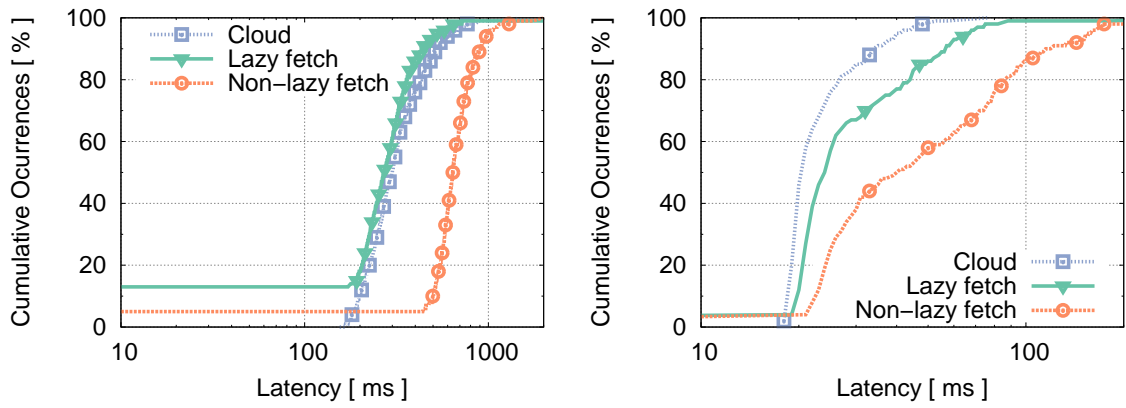 100
80
60
40
20
0
Cumulative Ocurrences [ % ]
Cloud
Lazy fetch
Non-lazy fetch
10
100
1000
Latency [ ms ]
100
80
60
40
20
0
Cumulative Ocurrences [ % ]
Cloud
Lazy fetch
Non-lazy fetch
10
100
Latency [ ms ]